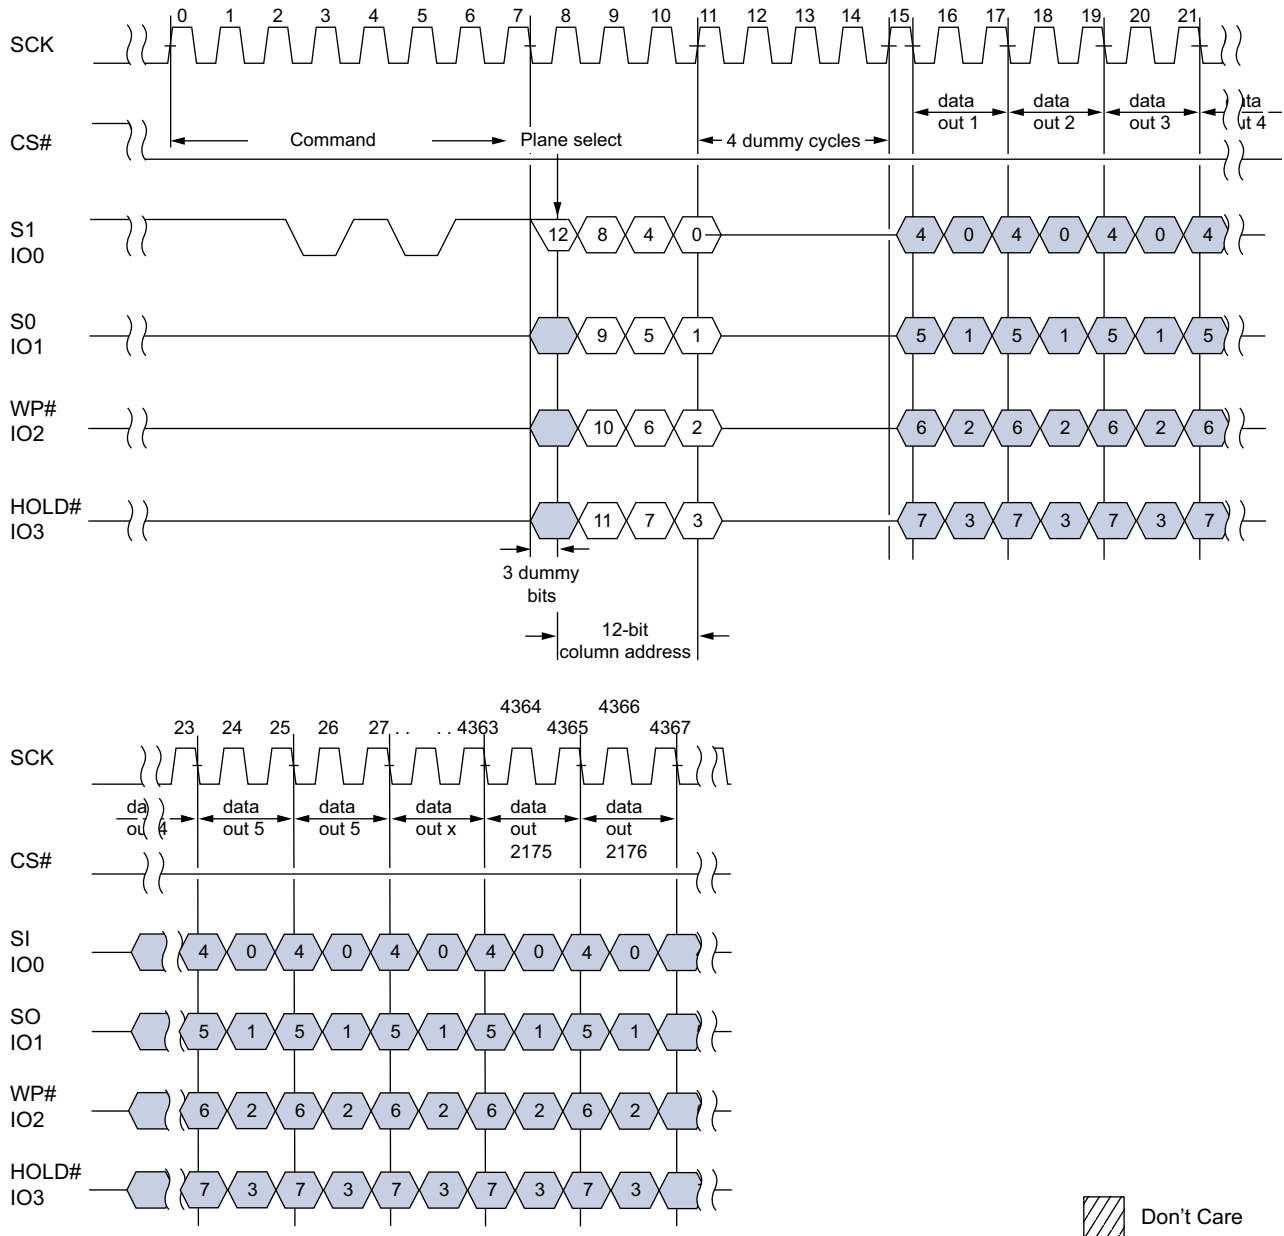 0 1 2 3 4 5 6 7 8 9 10 11 12 13 14 15 16 17 18 19 20 21
SCK
data out 1
data out 2
data out 3
ata ut 4
CS#
Command
Plane select
4 dummy cycles
S1
IO0
12 8 4 0 4 0 4 0 4 0 4
S0
IO1
9 5 1 5 1 5 1 5 1 5
WP#
IO2
10 6 2 6 2 6 2 6 2 6
HOLD#
IO3
11 7 3 7 3 7 3 7 3 7
3 dummy
bits
12-bit
column address
4364 4366
23 24 25 26 27 . . . . 4363 4365 4367
SCK
da ou 4
data out 5
data out 5
data out x
data out 2175
data out 2176
CS#
SI
IO0
4 0 4 0 4 0 4 0 4 0
SO
IO1
5 1 5 1 5 1 5 1 5 1
WP#
IO2
6 2 6 2 6 2 6 2 6 2
HOLD#
IO3
7 3 7 3 7 3 7 3 7 3
Don't Care